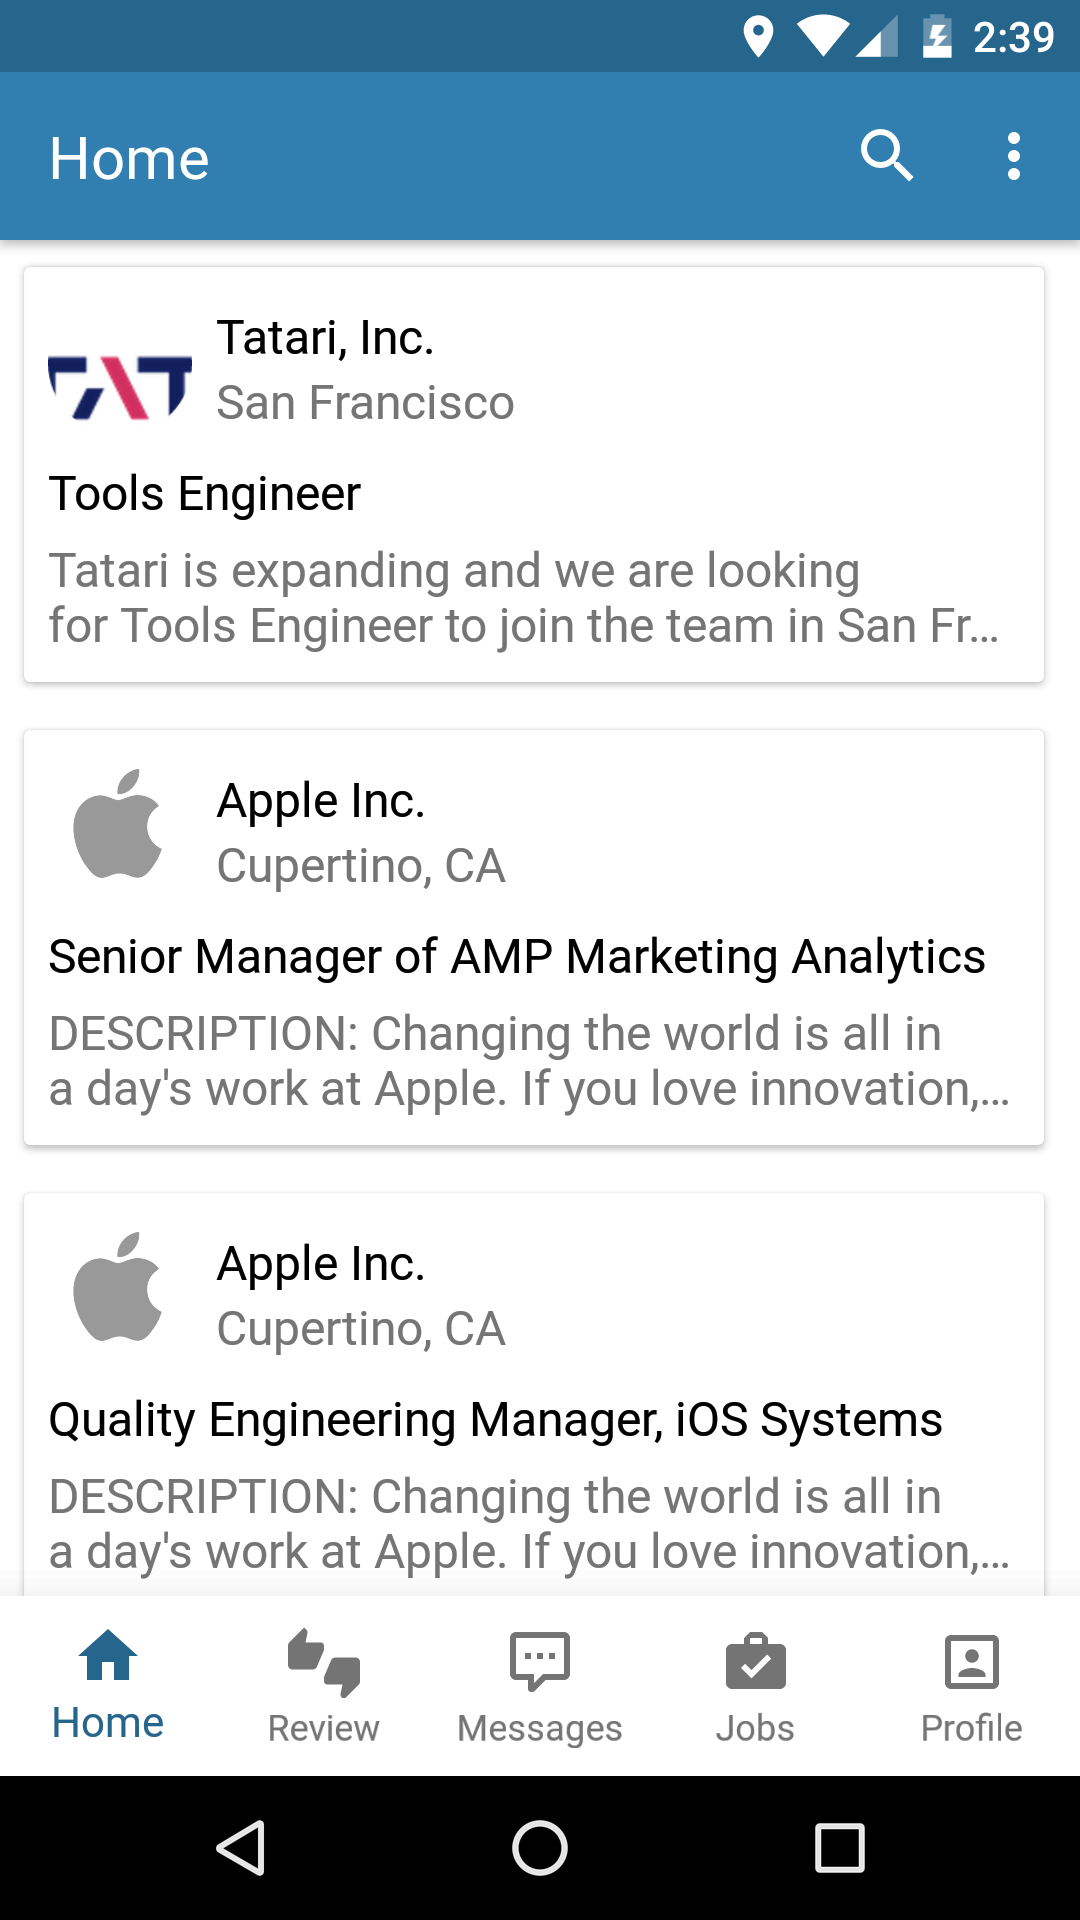 2:39
Home
TAT
Tatari, Inc.
San Francisco
Tools Engineer
Tatari is expanding and we are looking
for Tools Engineer to join the team in San Fr...
Apple Inc.
Cupertino, CA
Senior Manager of AMP Marketing Analytics
DESCRIPTION: Changing the world is all in
a day's work at Apple. If you love innovation,...
Apple Inc.
Cupertino, CA
Quality Engineering Manager, iOS Systems
DESCRIPTION: Changing the world is all in
a day's work at Apple. If you love innovation,...
Home Review Messages Jobs Profile